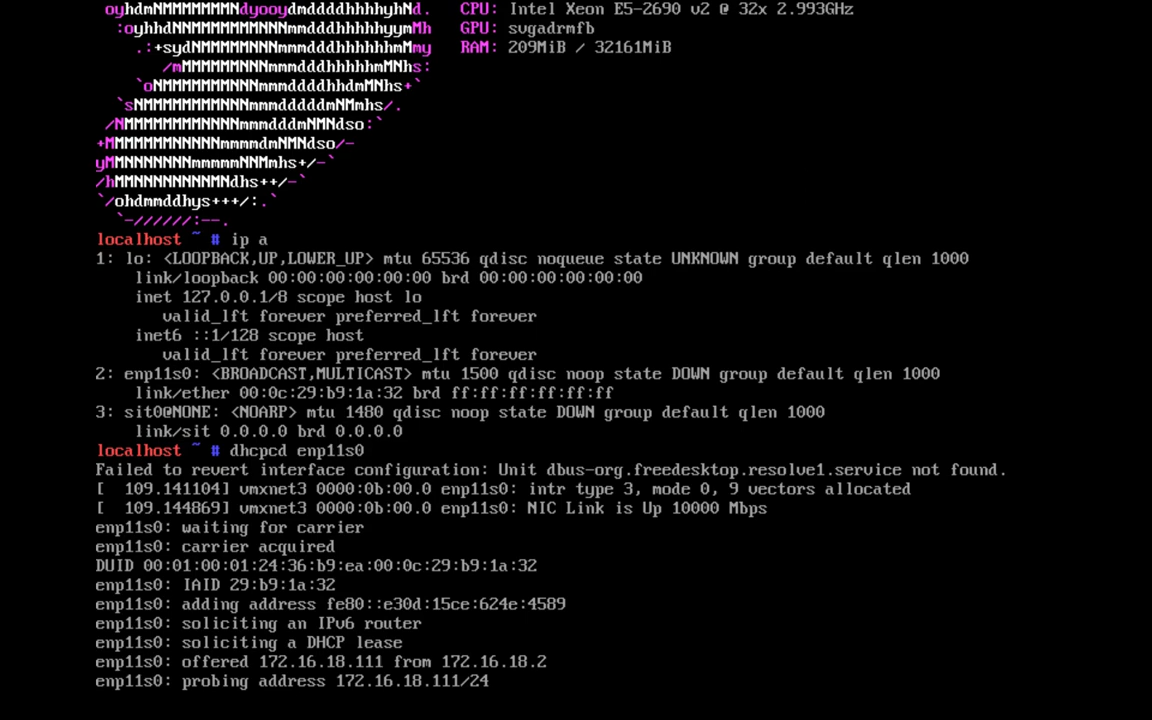 oyhdmNMMMMMMMNdyooydmddddhhhhyhNd.   CPU: Intel Xeon E5-2690 v2 @ 32x 2.993GHz
:oyhhdNNMMMMMMMNNNmmdddhhhhhyymMh   GPU: svgadrmfb
.:+sydNMMMMMNNNNmmmdddhhhhhhmMmy   RAM: 209MiB / 32161MiB
/mMMMMMMNNNmmmdddhhhhhmMNhs:
`oNMMMMMMMNNNmmmddddhhdmMNhs+`
`sNMMMMMMMMNNNmmmdddddmNMmhs/.
/NMMMMMMMMNNNNmmmdddmNMNdso:`
+MMMMMMMNNNNNmmmmdmNMNdso/-
yMMNNNNNNNmmmmmNNMmhs+/-`
/hMMNNNNNNNNMNdhs++/-`
`/ohdmmddhys+++/:.`
`-//////:--.
localhost ~ # ip a
1: lo: <LOOPBACK,UP,LOWER_UP> mtu 65536 qdisc noqueue state UNKNOWN group default qlen 1000
link/loopback 00:00:00:00:00:00 brd 00:00:00:00:00:00
inet 127.0.0.1/8 scope host lo
valid_lft forever preferred_lft forever
inet6 ::1/128 scope host
valid_lft forever preferred_lft forever
2: enp11s0: <BROADCAST,MULTICAST> mtu 1500 qdisc noop state DOWN group default qlen 1000
link/ether 00:0c:29:b9:1a:32 brd ff:ff:ff:ff:ff:ff
3: sit0@NONE: <NOARP> mtu 1480 qdisc noop state DOWN group default qlen 1000
link/sit 0.0.0.0 brd 0.0.0.0
localhost ~ # dhcpcd enp11s0
Failed to revert interface configuration: Unit dbus-org.freedesktop.resolve1.service not found.
[  109.141104] vmxnet3 0000:0b:00.0 enp11s0: intr type 3, mode 0, 9 vectors allocated
[  109.144869] vmxnet3 0000:0b:00.0 enp11s0: NIC Link is Up 10000 Mbps
enp11s0: waiting for carrier
enp11s0: carrier acquired
DUID 00:01:00:01:24:36:b9:ea:00:0c:29:b9:1a:32
enp11s0: IAID 29:b9:1a:32
enp11s0: adding address fe80::e30d:15ce:624e:4589
enp11s0: soliciting an IPv6 router
enp11s0: soliciting a DHCP lease
enp11s0: offered 172.16.18.111 from 172.16.18.2
enp11s0: probing address 172.16.18.111/24